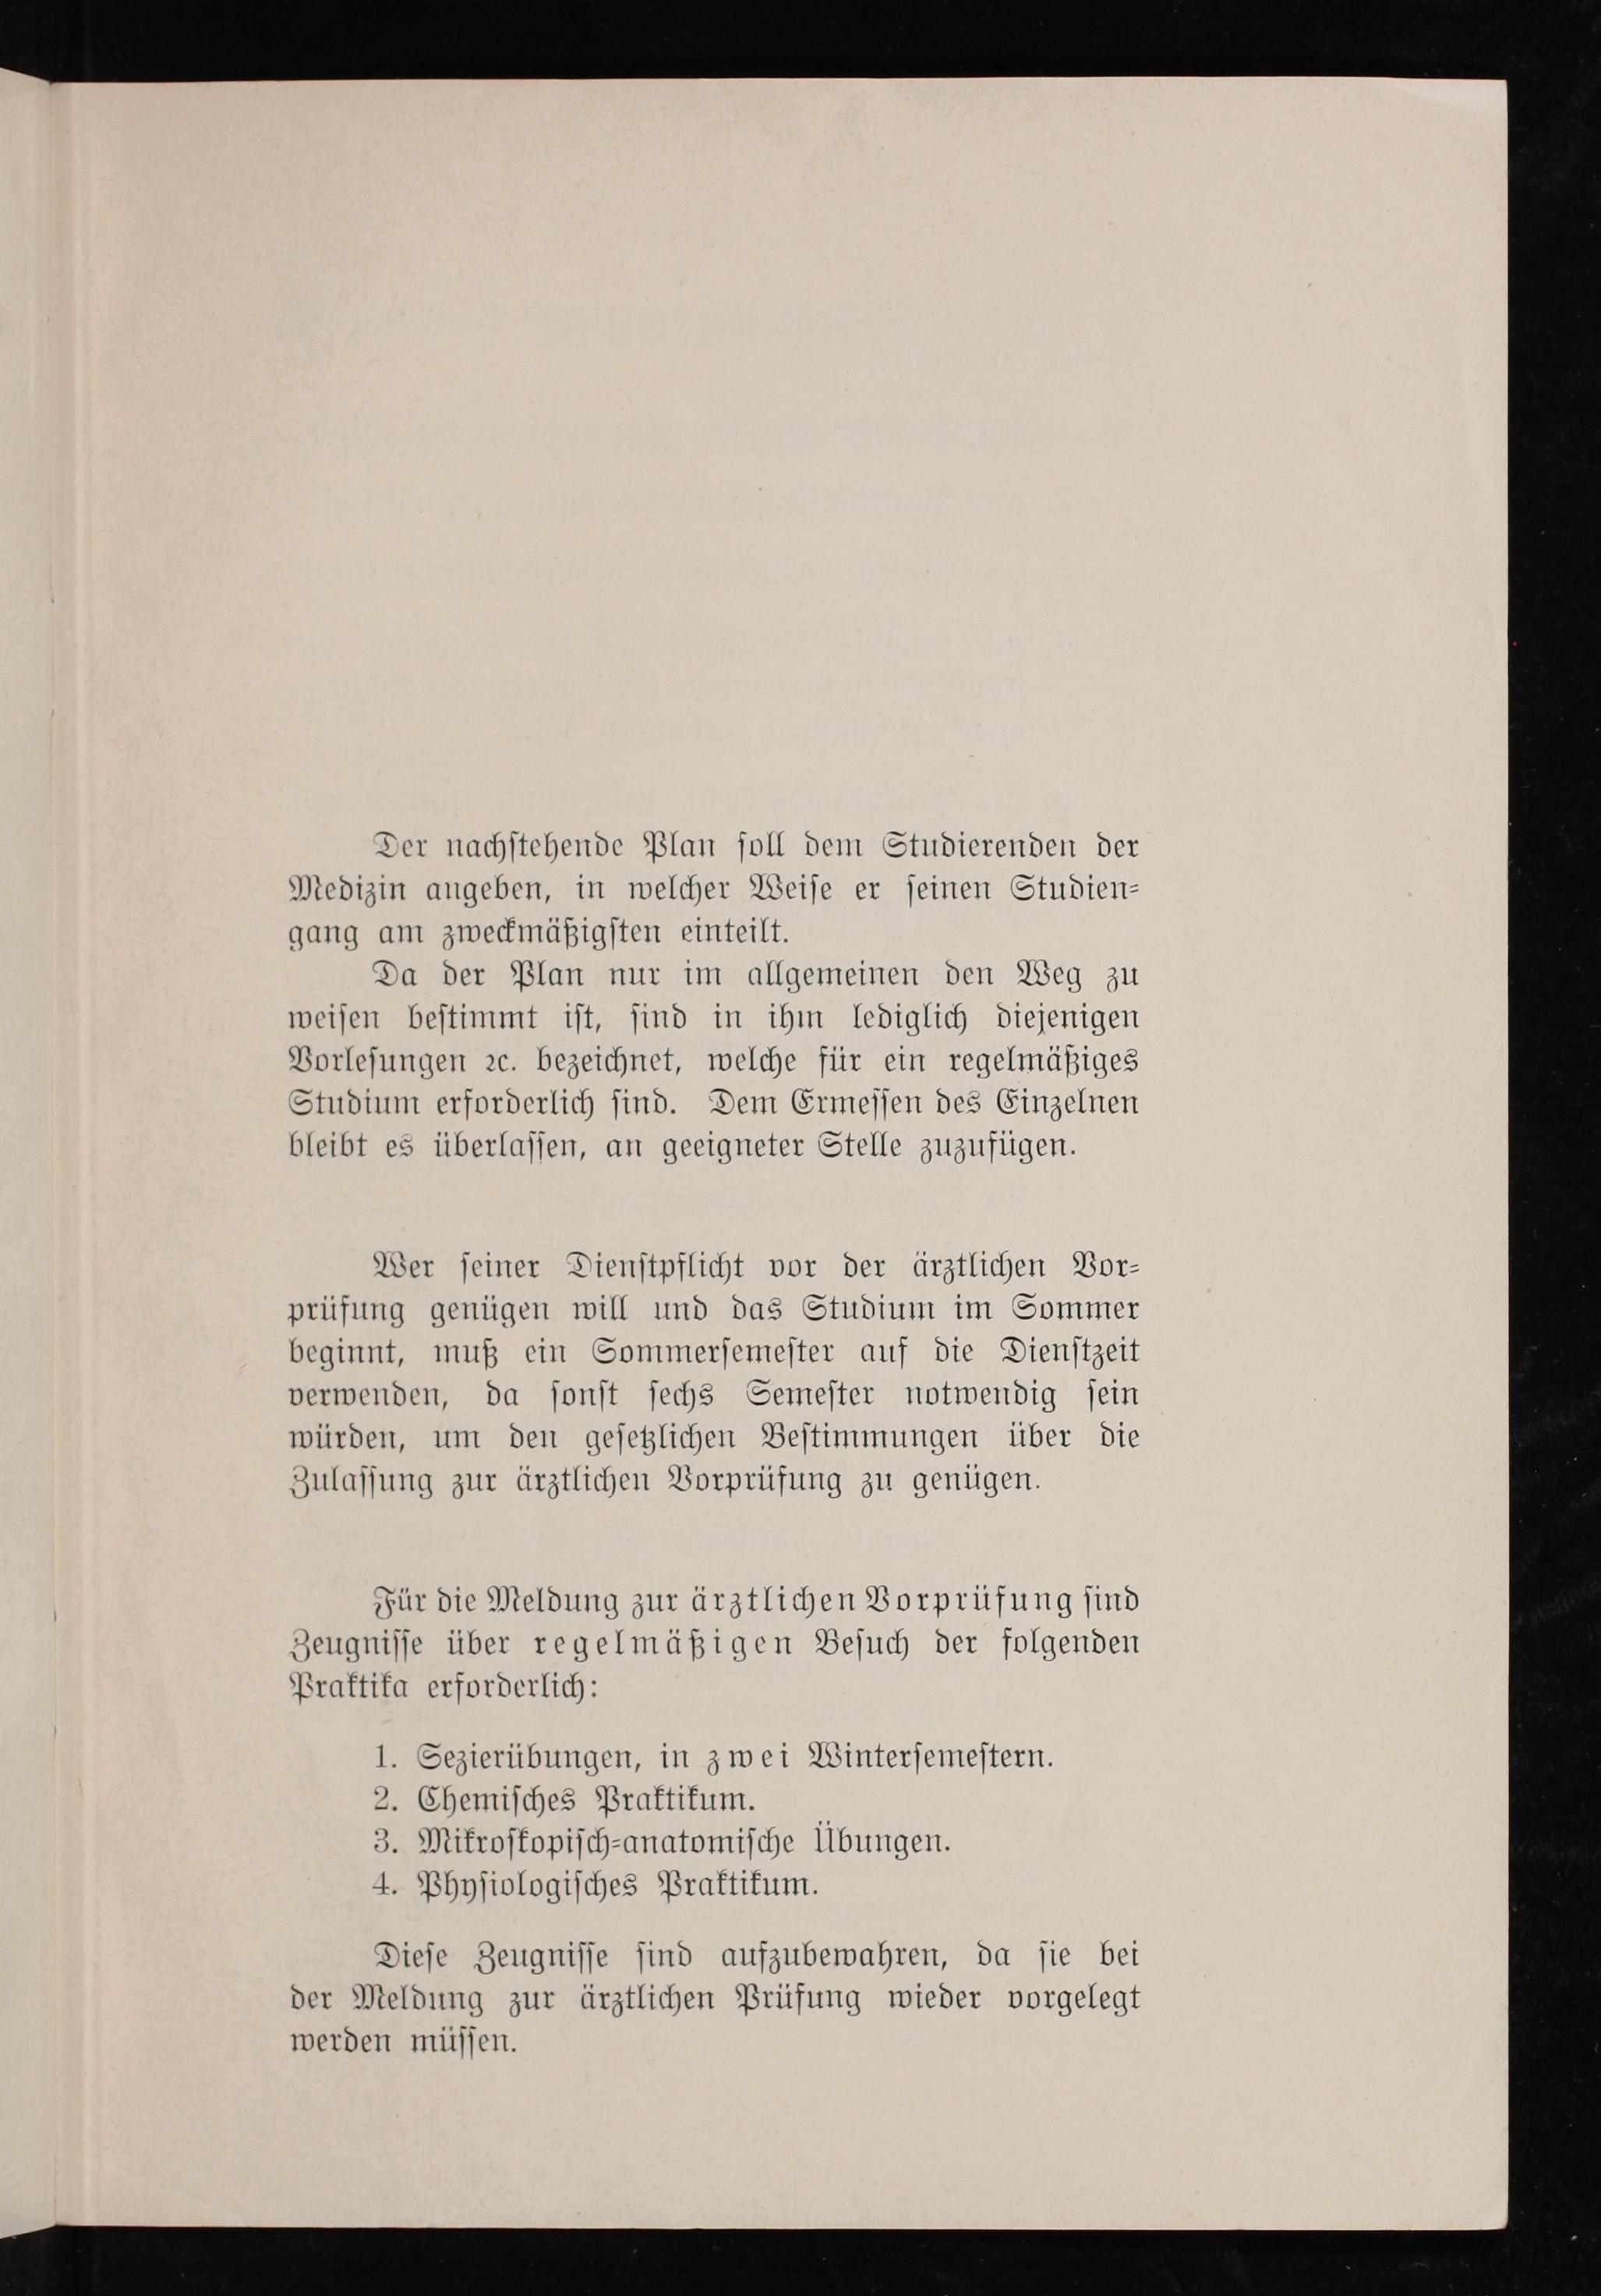 Der nachstehende Plan soll dem Studierenden der
Medizin angeben, in welcher Weise er seinen Studien-
gang am zweckmäßigsten einteilt.
Da der Plan nur im allgemeinen den Weg zu
weisen bestimmt ist, sind in ihm lediglich diejenigen
Vorlesungen ꝛc. bezeichnet, welche für ein regelmäßiges
Studium erforderlich sind. Dem Ermessen des Einzelnen
bleibt es überlassen, an geeigneter Stelle zuzufügen.
Wer seiner Dienstpflicht vor der ärztlichen Vor-
prüfung genügen will und das Studium im Sommer
beginnt, muß ein Sommersemester auf die Dienstzeit
verwenden, da sonst sechs Semester notwendig sein
würden, um den gesetzlichen Bestimmungen über die
Zulassung zur ärztlichen Vorprüfung zu genügen.
Für die Meldung zur ärztlichen Vorprüfung sind
Zeugnisse über regelmäßigen Besuch der folgenden
Praktika erforderlich:
1. Sezierübungen, in zwei Wintersemestern.
2. Chemisches Praktikum.
3. Mikroskopisch-anatomische Übungen.
4. Physiologisches Praktikum.
Diese Zeugnisse sind aufzubewahren, da sie bei
der Meldung zur ärztlichen Prüfung wieder vorgelegt
werden müssen.